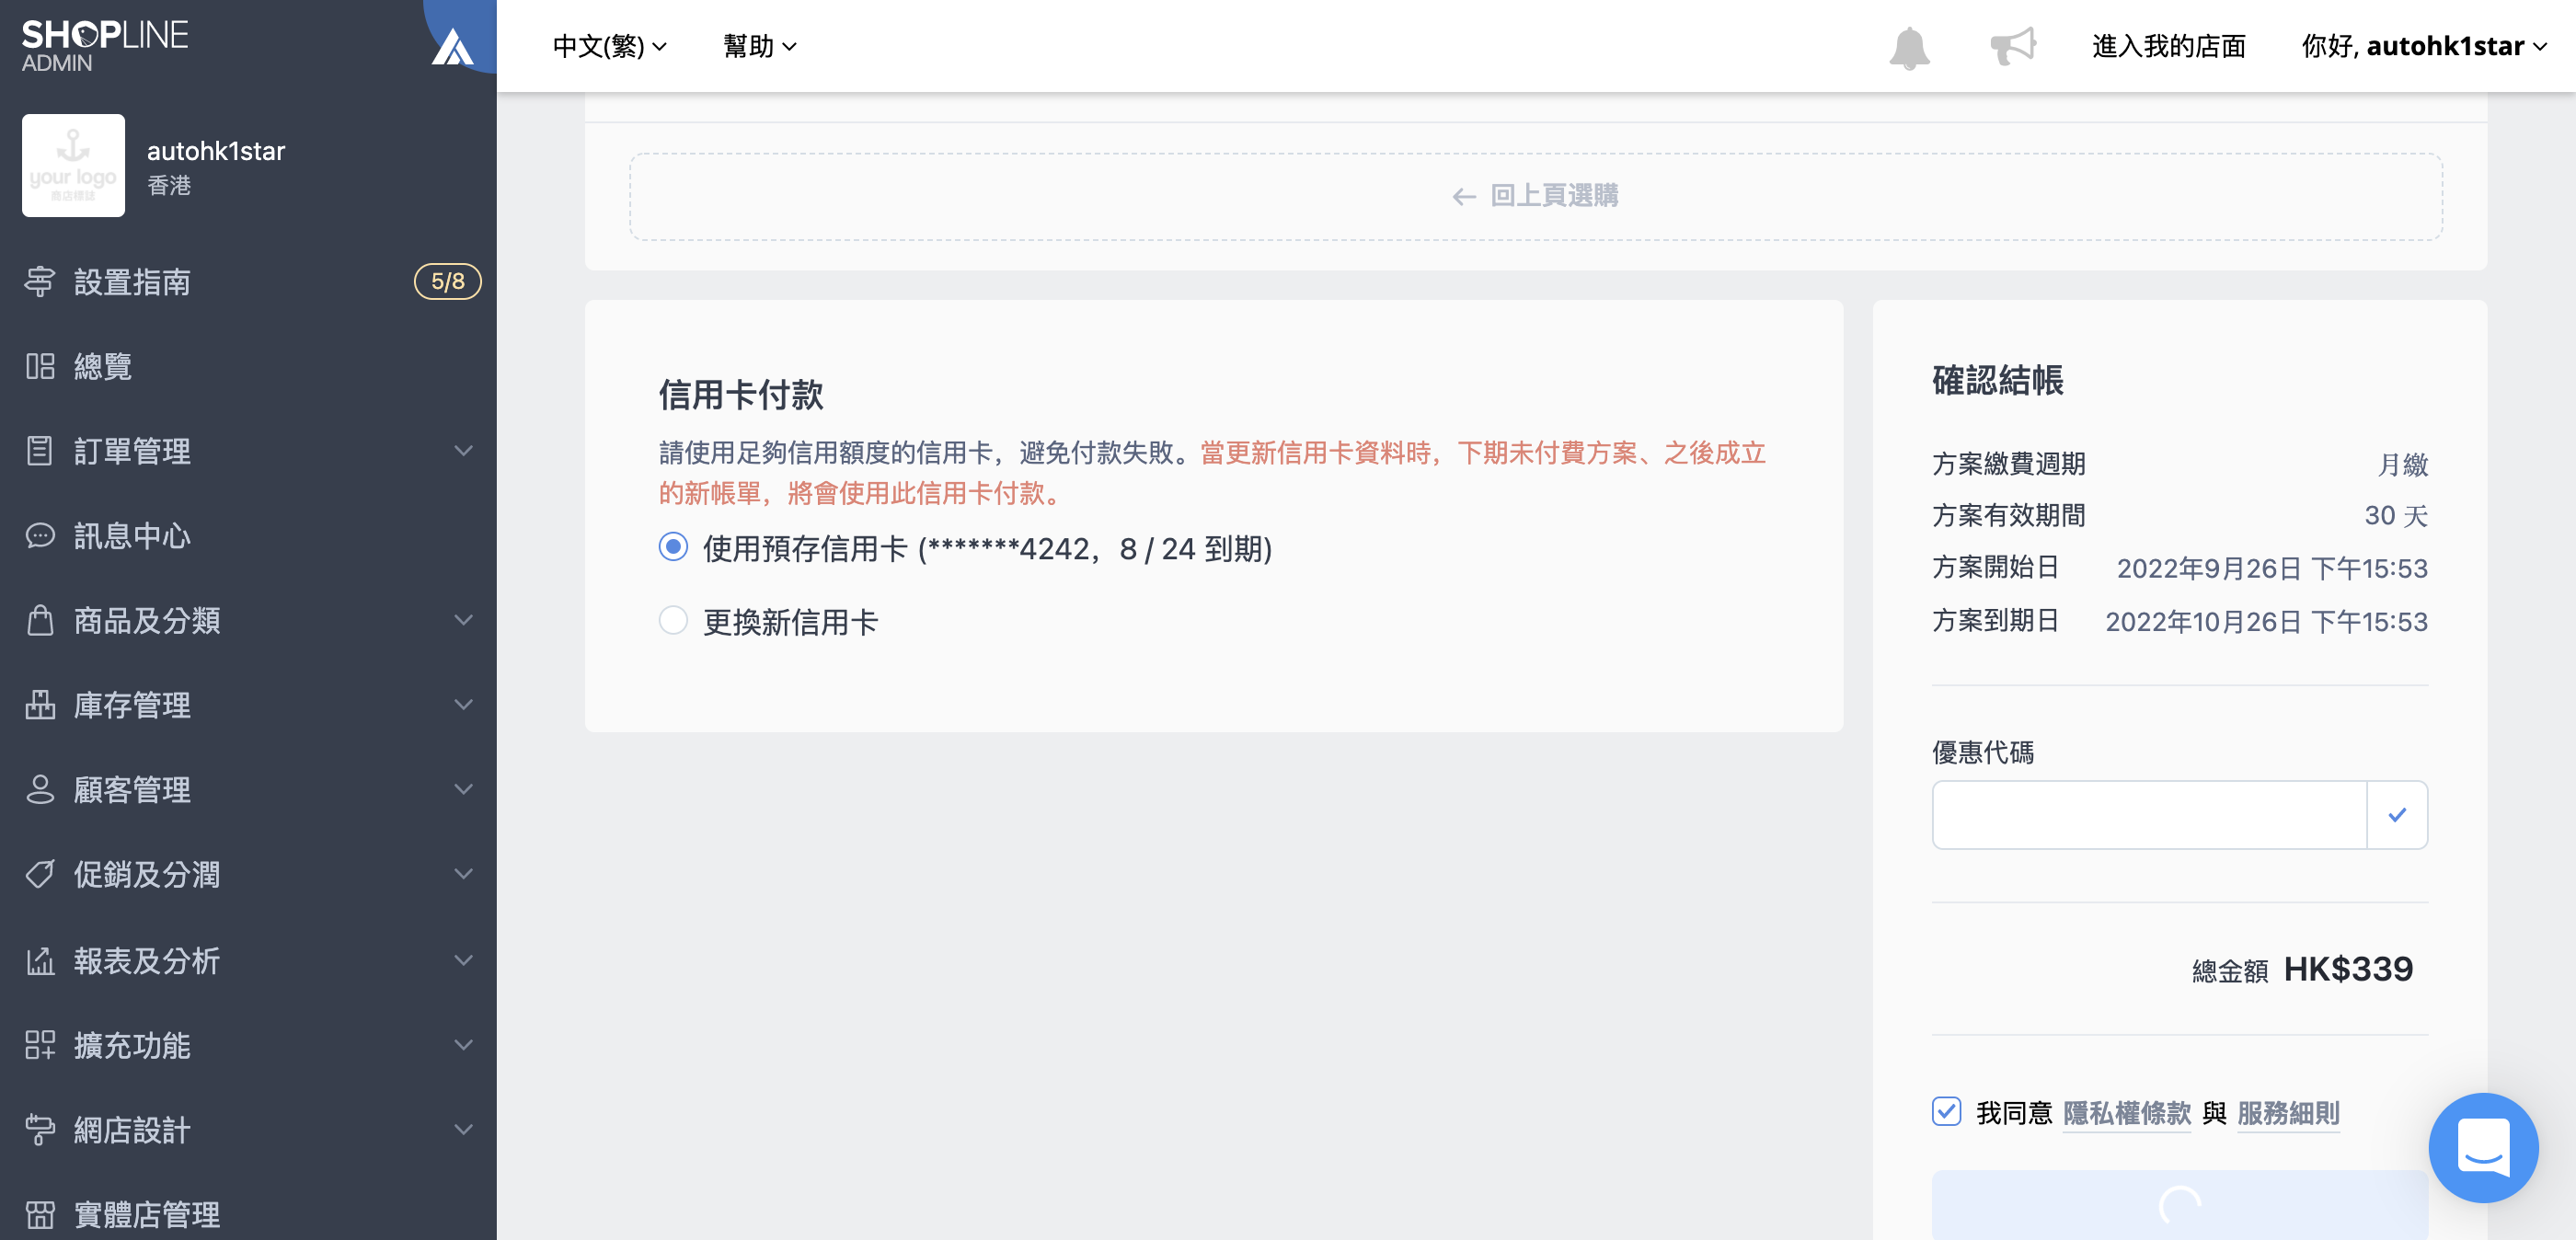 SHOPLINE
ADMIN
中文(繁)
幫助
進入我的店面
你好, autohk1star
your logo
商店標誌
autohk1star
香港
設置指南
5/8
總覽
訂單管理
訊息中心
商品及分類
庫存管理
顧客管理
促銷及分潤
報表及分析
擴充功能
網店設計
實體店管理
← 回上頁選購
信用卡付款
請使用足夠信用額度的信用卡，避免付款失敗。當更新信用卡資料時，下期未付費方案、之後成立
的新帳單，將會使用此信用卡付款。
使用預存信用卡 (*******4242，8 / 24 到期)
更換新信用卡
確認結帳
方案繳費週期 月繳
方案有效期間 30 天
方案開始日 2022年9月26日 下午15:53
方案到期日 2022年10月26日 下午15:53
優惠代碼
總金額 HK$339
我同意 隱私權條款 與 服務細則